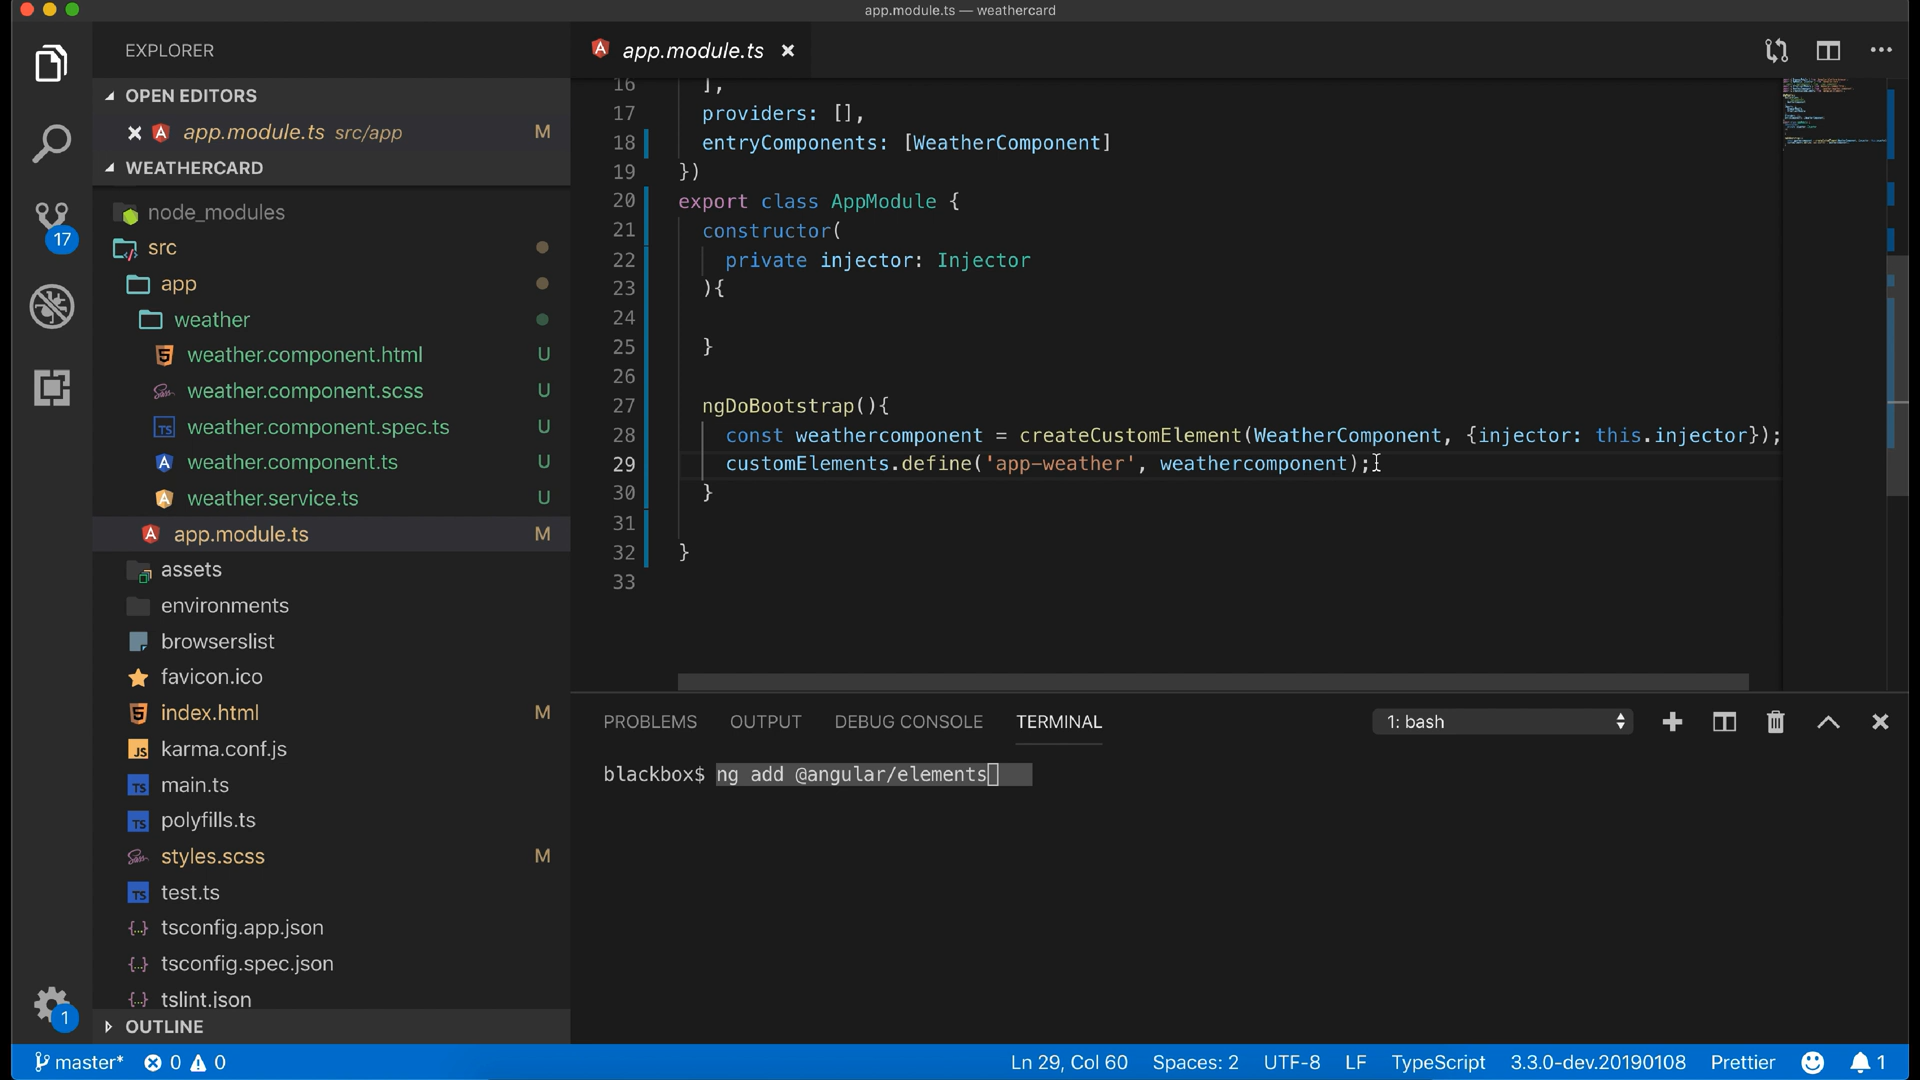 app.module.ts — weathercard
EXPLORER
OPEN EDITORS
app.module.ts src/app M
WEATHERCARD
node_modules
src
app
weather
weather.component.html U
weather.component.scss U
weather.component.spec.ts U
weather.component.ts U
weather.service.ts U
app.module.ts M
assets
environments
browserslist
favicon.ico
index.html M
karma.conf.js
main.ts
polyfills.ts
styles.scss M
test.ts
tsconfig.app.json
tsconfig.spec.json
tslint.json
OUTLINE
17
1
app.module.ts
16 ],
17 providers: [],
18 entryComponents: [WeatherComponent]
19 })
20 export class AppModule {
21 constructor(
22 private injector: Injector
23 ){
24
25 }
26
27 ngDoBootstrap(){
28 const weathercomponent = createCustomElement(WeatherComponent, {injector: this.injector});
29 customElements.define('app-weather', weathercomponent);
30 }
31
32 }
33
PROBLEMS OUTPUT DEBUG CONSOLE TERMINAL 1: bash
blackbox$ ng add @angular/elements
master* 0 0 Ln 29, Col 60 Spaces: 2 UTF-8 LF TypeScript 3.3.0-dev.20190108 Prettier 1